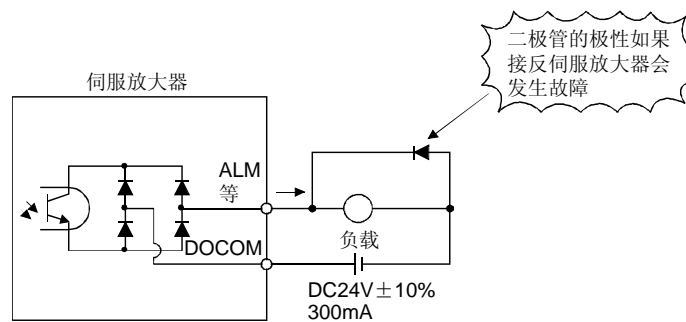 二极管的极性如果
接反伺服放大器会
发生故障
伺服放大器
ALM
等
DOCOM
负载
DC24V±10%
300mA